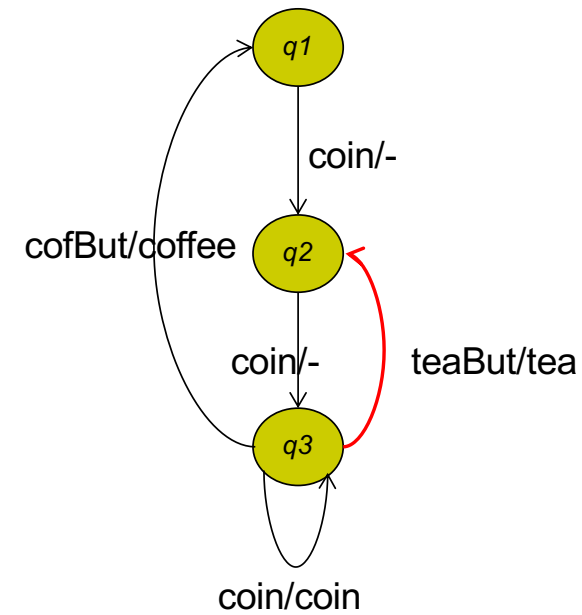 q1
coin/-
cofBut/coffee
q2
coin/-
teaBut/tea
q3
coin/coin